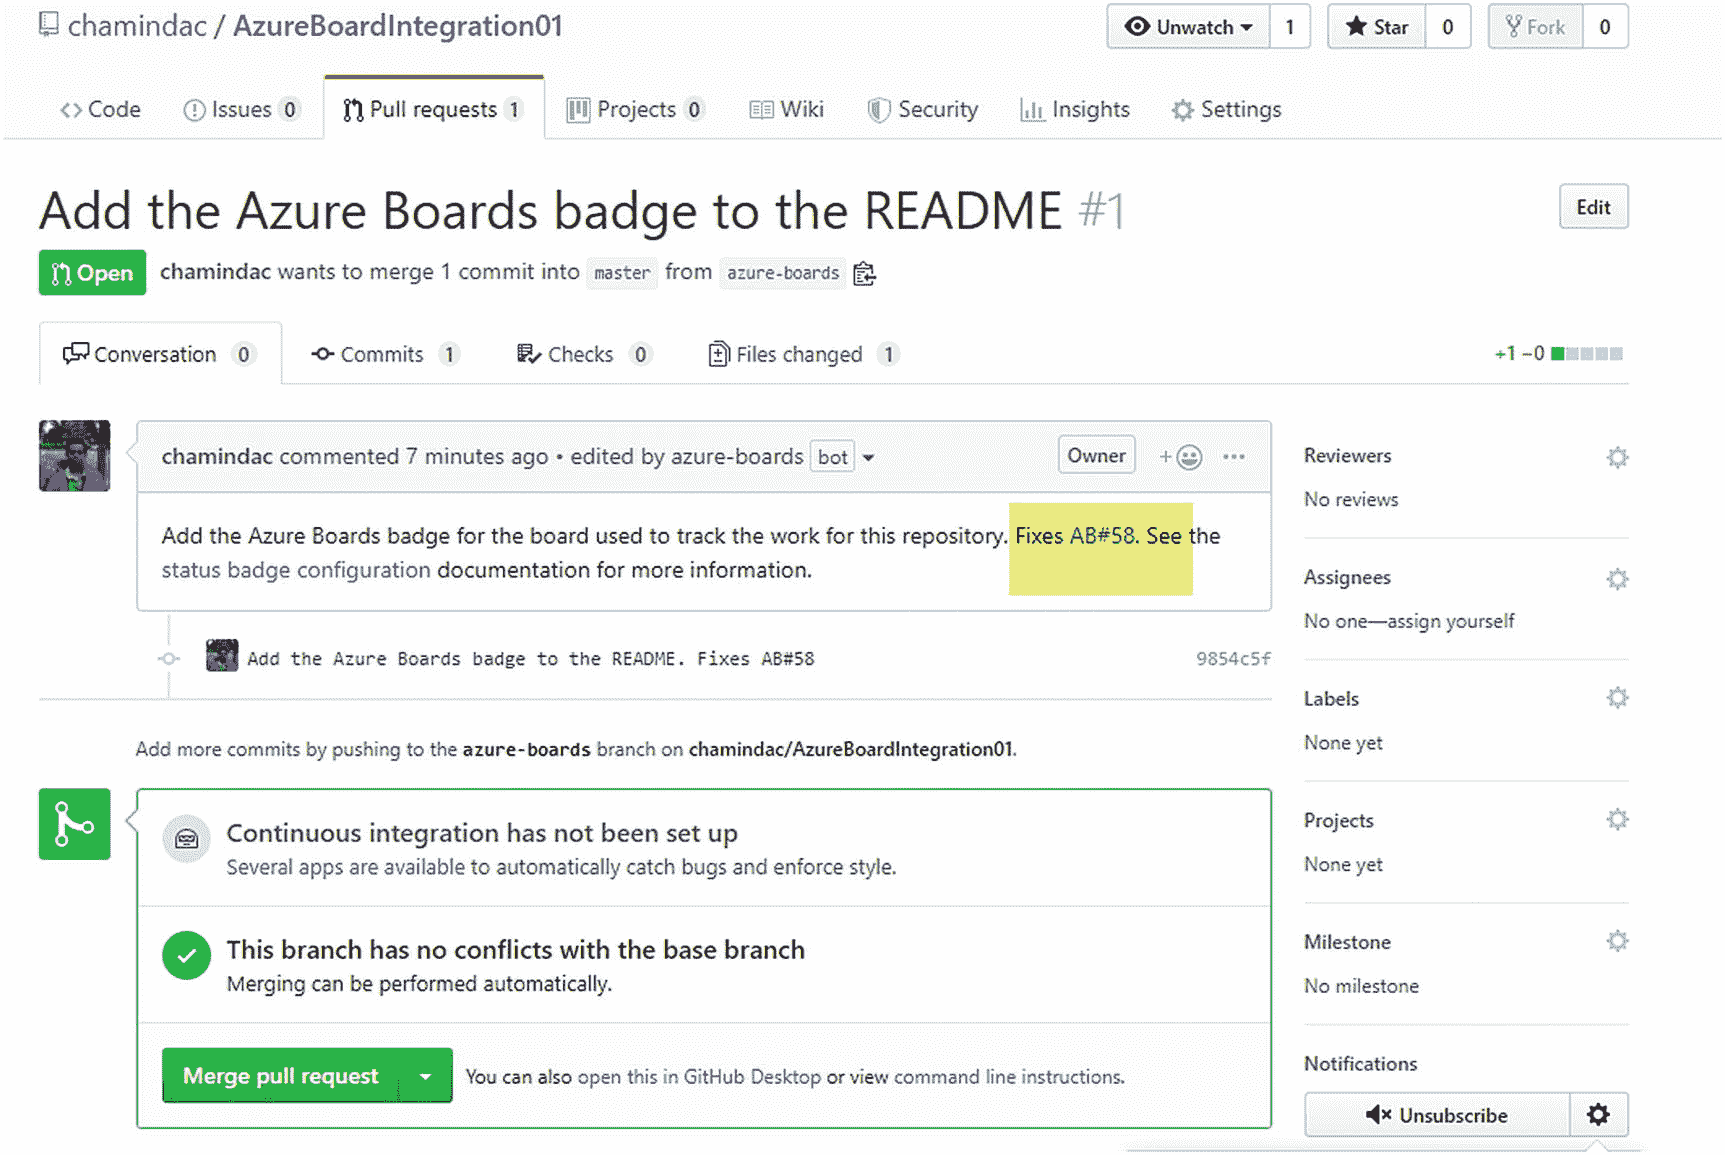 chamindac / AzureBoardIntegration01
Unwatch 1 Star 0 Fork 0
Code Issues 0 Pull requests 1 Projects 0 Wiki Security Insights Settings
Add the Azure Boards badge to the README #1
Edit
Open chamindac wants to merge 1 commit into master from azure-boards
Conversation 0 Commits 1 Checks 0 Files changed 1
+1 −0
chamindac commented 7 minutes ago • edited by azure-boards bot
Owner
Add the Azure Boards badge for the board used to track the work for this repository. Fixes AB#58. See the
status badge configuration documentation for more information.
Add the Azure Boards badge to the README. Fixes AB#58
9854c5f
Add more commits by pushing to the azure-boards branch on chamindac/AzureBoardIntegration01.
Continuous integration has not been set up
Several apps are available to automatically catch bugs and enforce style.
This branch has no conflicts with the base branch
Merging can be performed automatically.
Merge pull request
You can also open this in GitHub Desktop or view command line instructions.
Reviewers
No reviews
Assignees
No one—assign yourself
Labels
None yet
Projects
None yet
Milestone
No milestone
Notifications
Unsubscribe